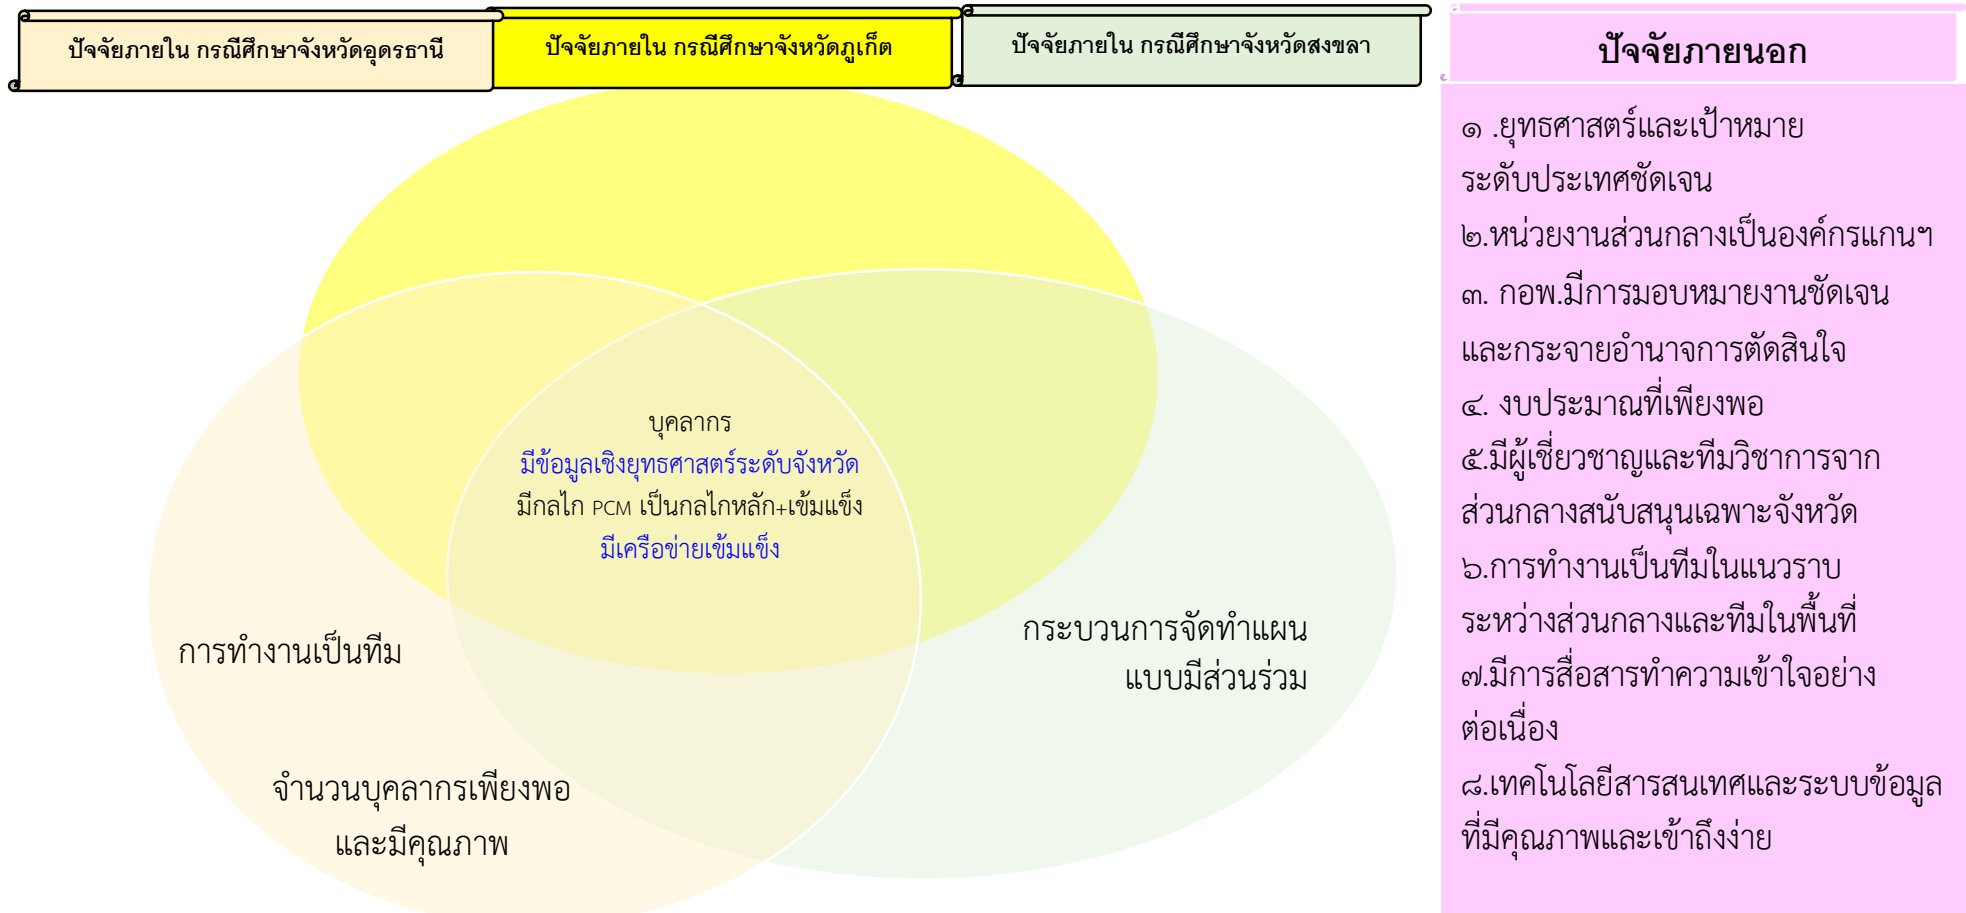 ปัจจัยภายใน กรณีศึกษาจังหวัดอุดรธานี
ปัจจัยภายใน กรณีศึกษาจังหวัดภูเก็ต
ปัจจัยภายใน กรณีศึกษาจังหวัดสงขลา
บุคลากร
มีข้อมูลเชิงยุทธศาสตร์ระดับจังหวัด
มีกลไก PCM เป็นกลไกหลัก+เข้มแข็ง
มีเครือข่ายเข้มแข็ง
การทำงานเป็นทีม
จำนวนบุคลากรเพียงพอ
และมีคุณภาพ
กระบวนการจัดทำแผน
แบบมีส่วนร่วม
ปัจจัยภายนอก
๑ .ยุทธศาสตร์และเป้าหมาย
ระดับประเทศชัดเจน
๒.หน่วยงานส่วนกลางเป็นองค์กรแกนฯ
๓. กอพ.มีการมอบหมายงานชัดเจน
และกระจายอำนาจการตัดสินใจ
๔. งบประมาณที่เพียงพอ
๕.มีผู้เชี่ยวชาญและทีมวิชาการจาก
ส่วนกลางสนับสนุนเฉพาะจังหวัด
๖.การทำงานเป็นทีมในแนวราบ
ระหว่างส่วนกลางและทีมในพื้นที่
๗.มีการสื่อสารทำความเข้าใจอย่าง
ต่อเนื่อง
๘.เทคโนโลยีสารสนเทศและระบบข้อมูล
ที่มีคุณภาพและเข้าถึงง่าย